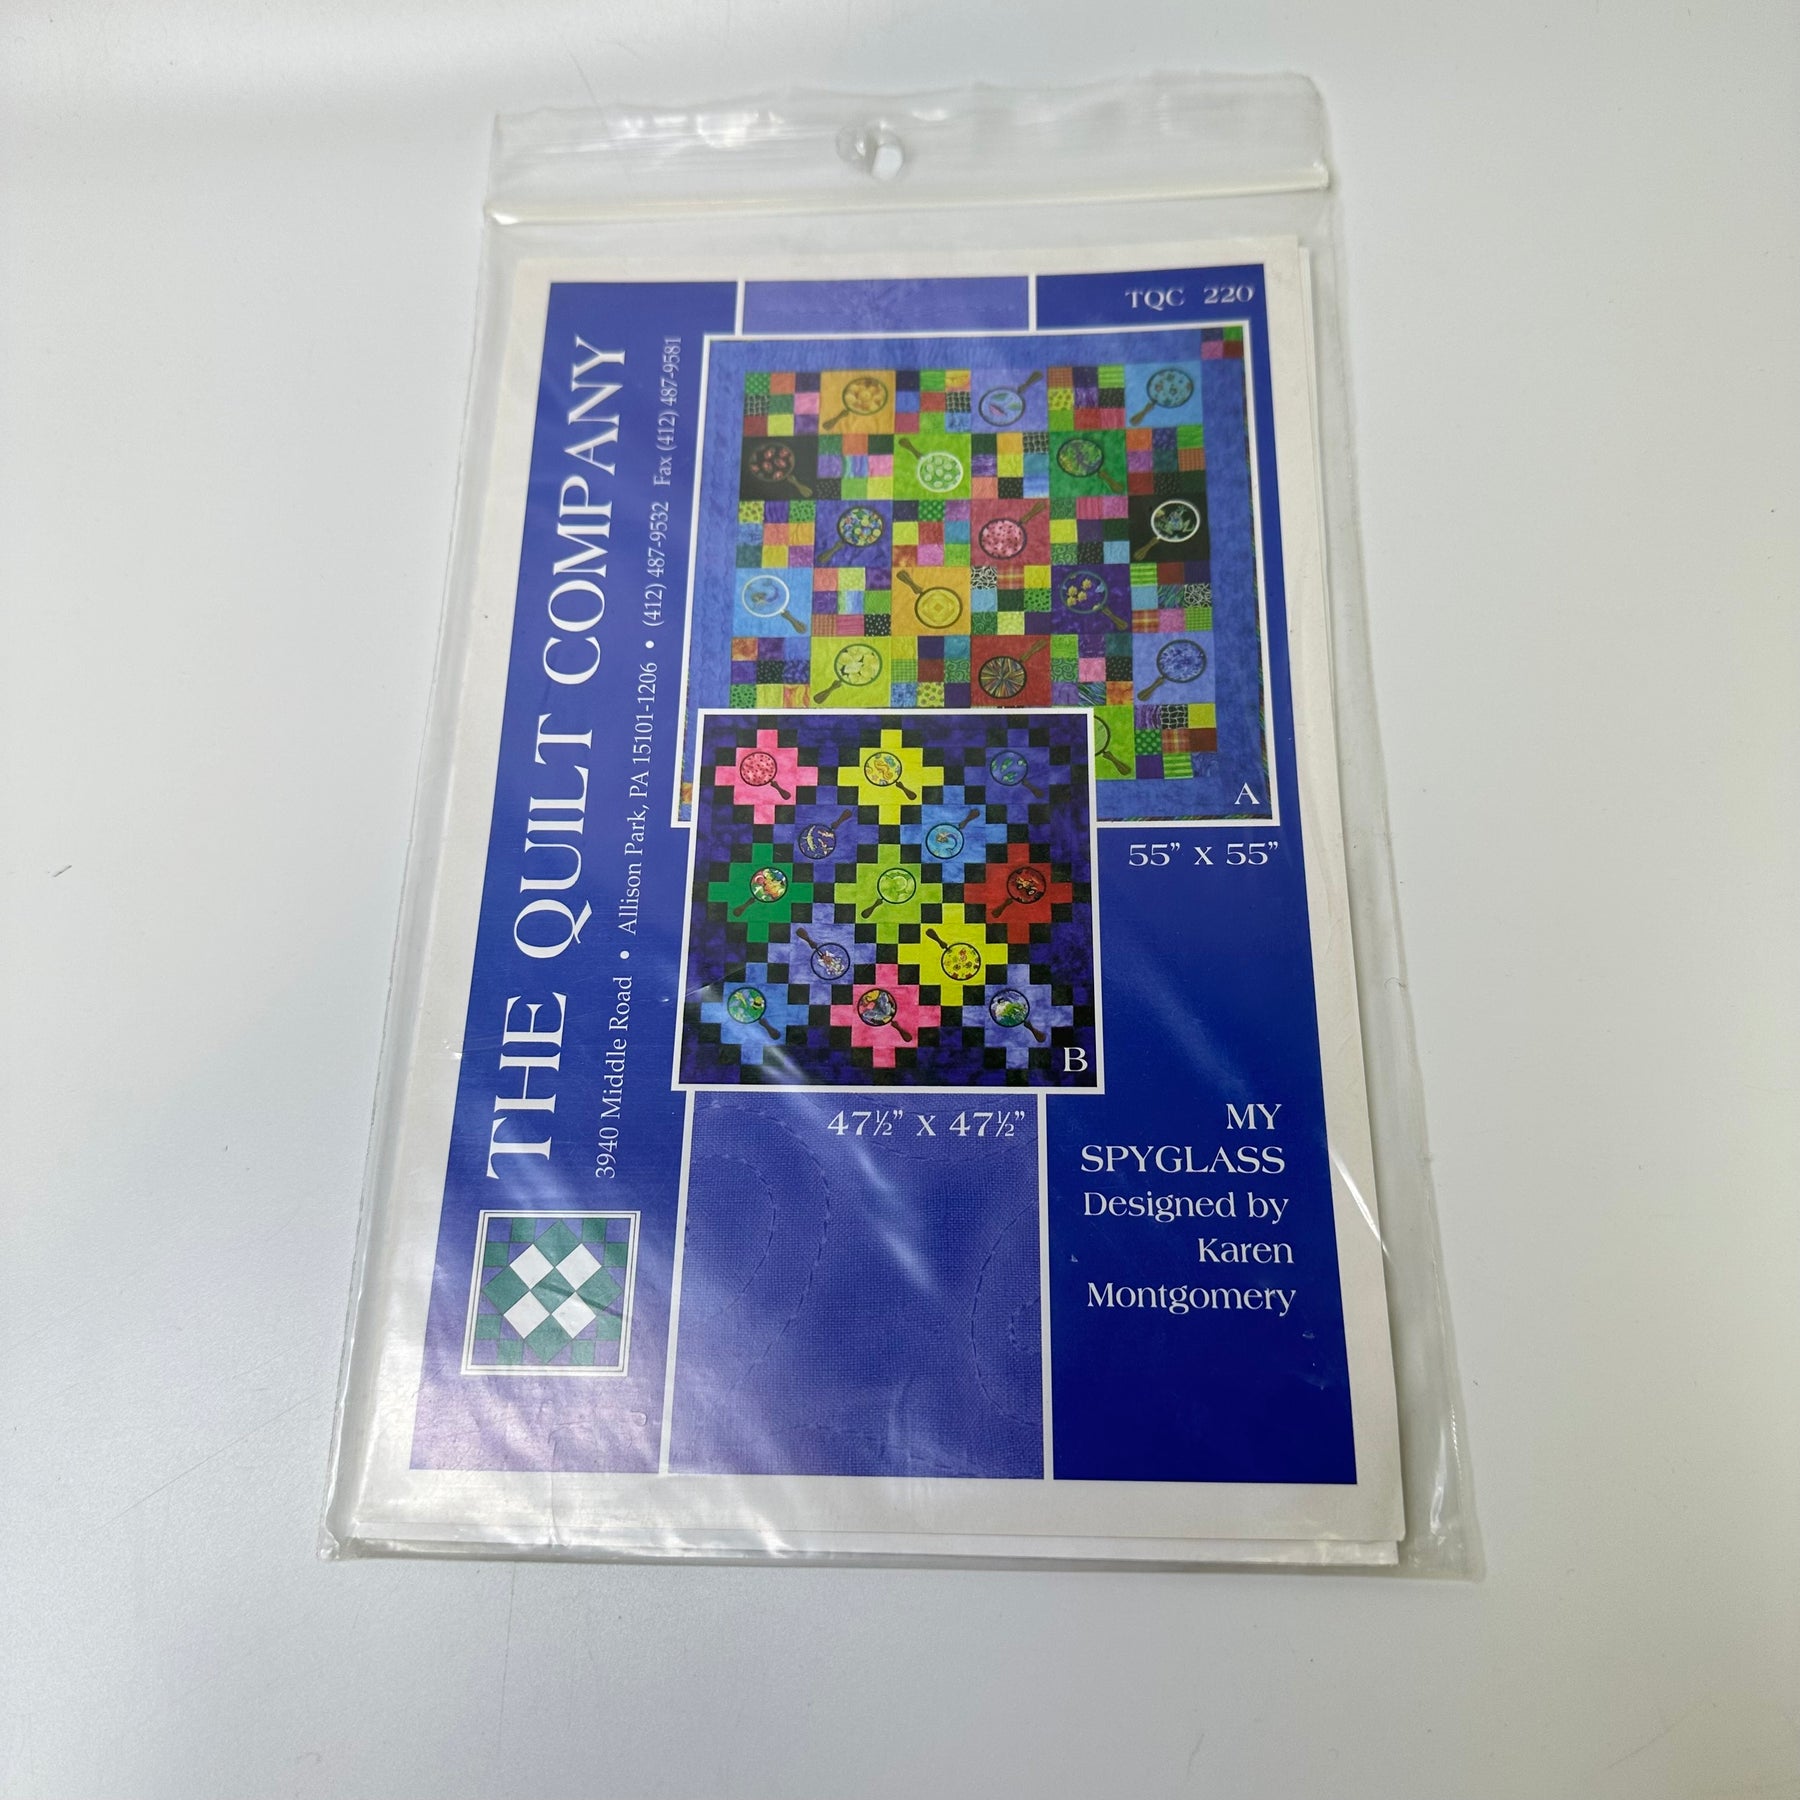 TQC 220
THE QUILT COMPANY
3940 Middle Road • Allison Park, PA 15101-1206 • (412) 487-9532 Fax (412) 487-9581
A
55” x 55”
B
47½” x 47½”
MY
SPYGLASS
Designed by
Karen
Montgomery